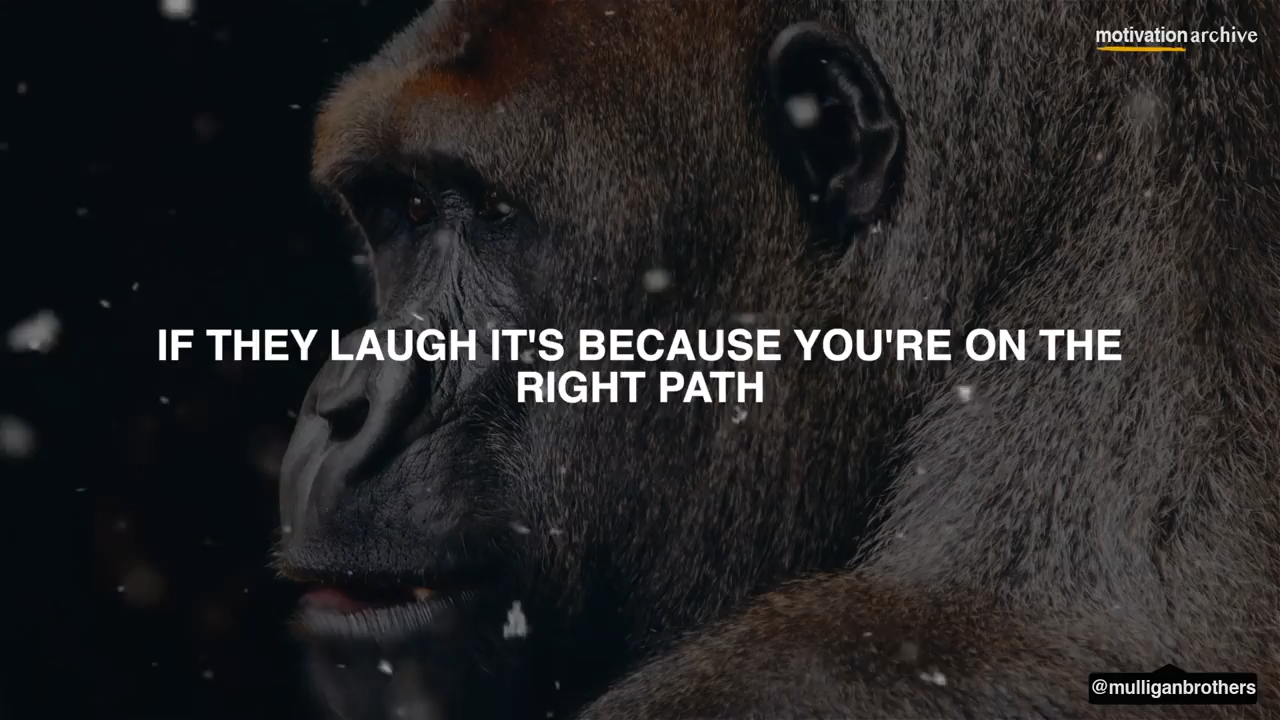 motivationarchive
IF THEY LAUGH IT'S BECAUSE YOU'RE ON THE
RIGHT PATH
@mulliganbrothers